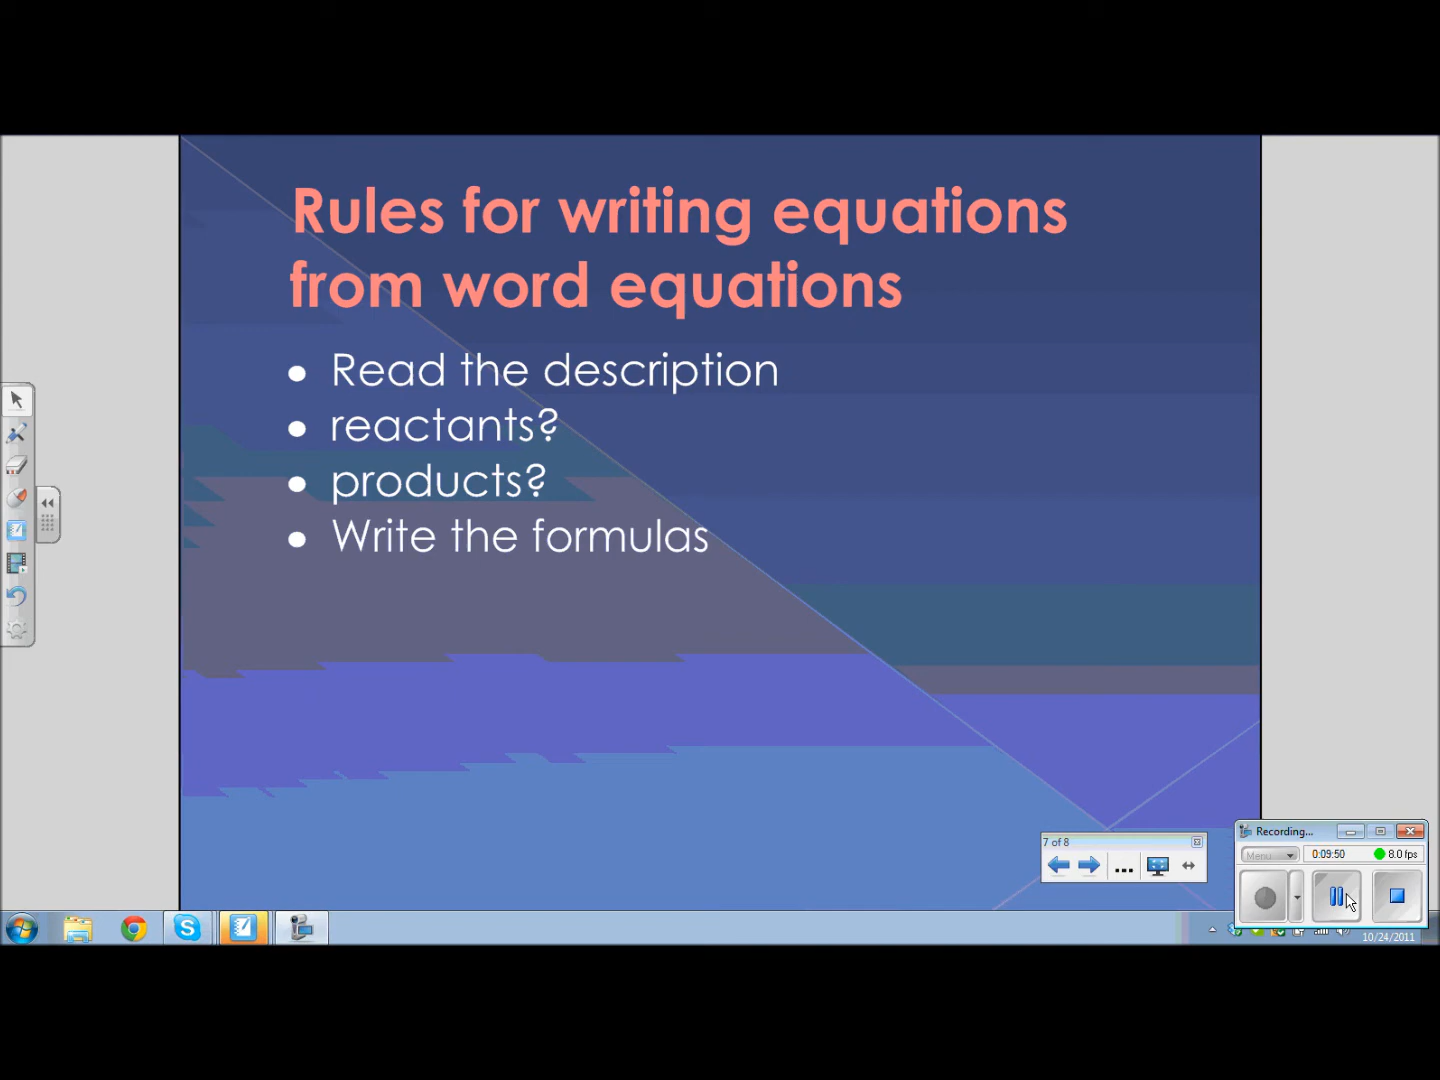 Rules for writing equations
from word equations
● Read the description
● reactants?
● products?
● Write the formulas
7 of 8
...
Recording...
Menu
0:09:50
8.0 fps
10/24/2011